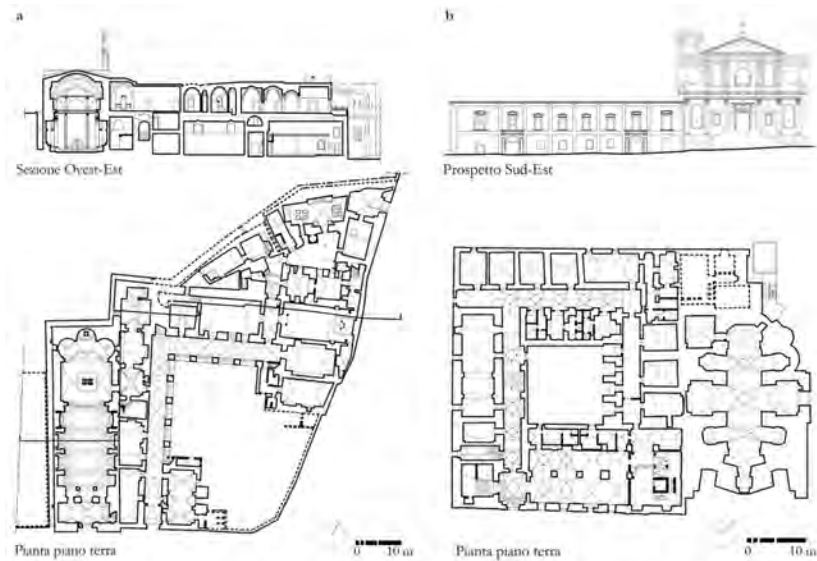 a
Sezione Ovest-Est
Pianta piano terra
0 10 m
b
Prospetto Sud-Est
Pianta piano terra
0 10 m